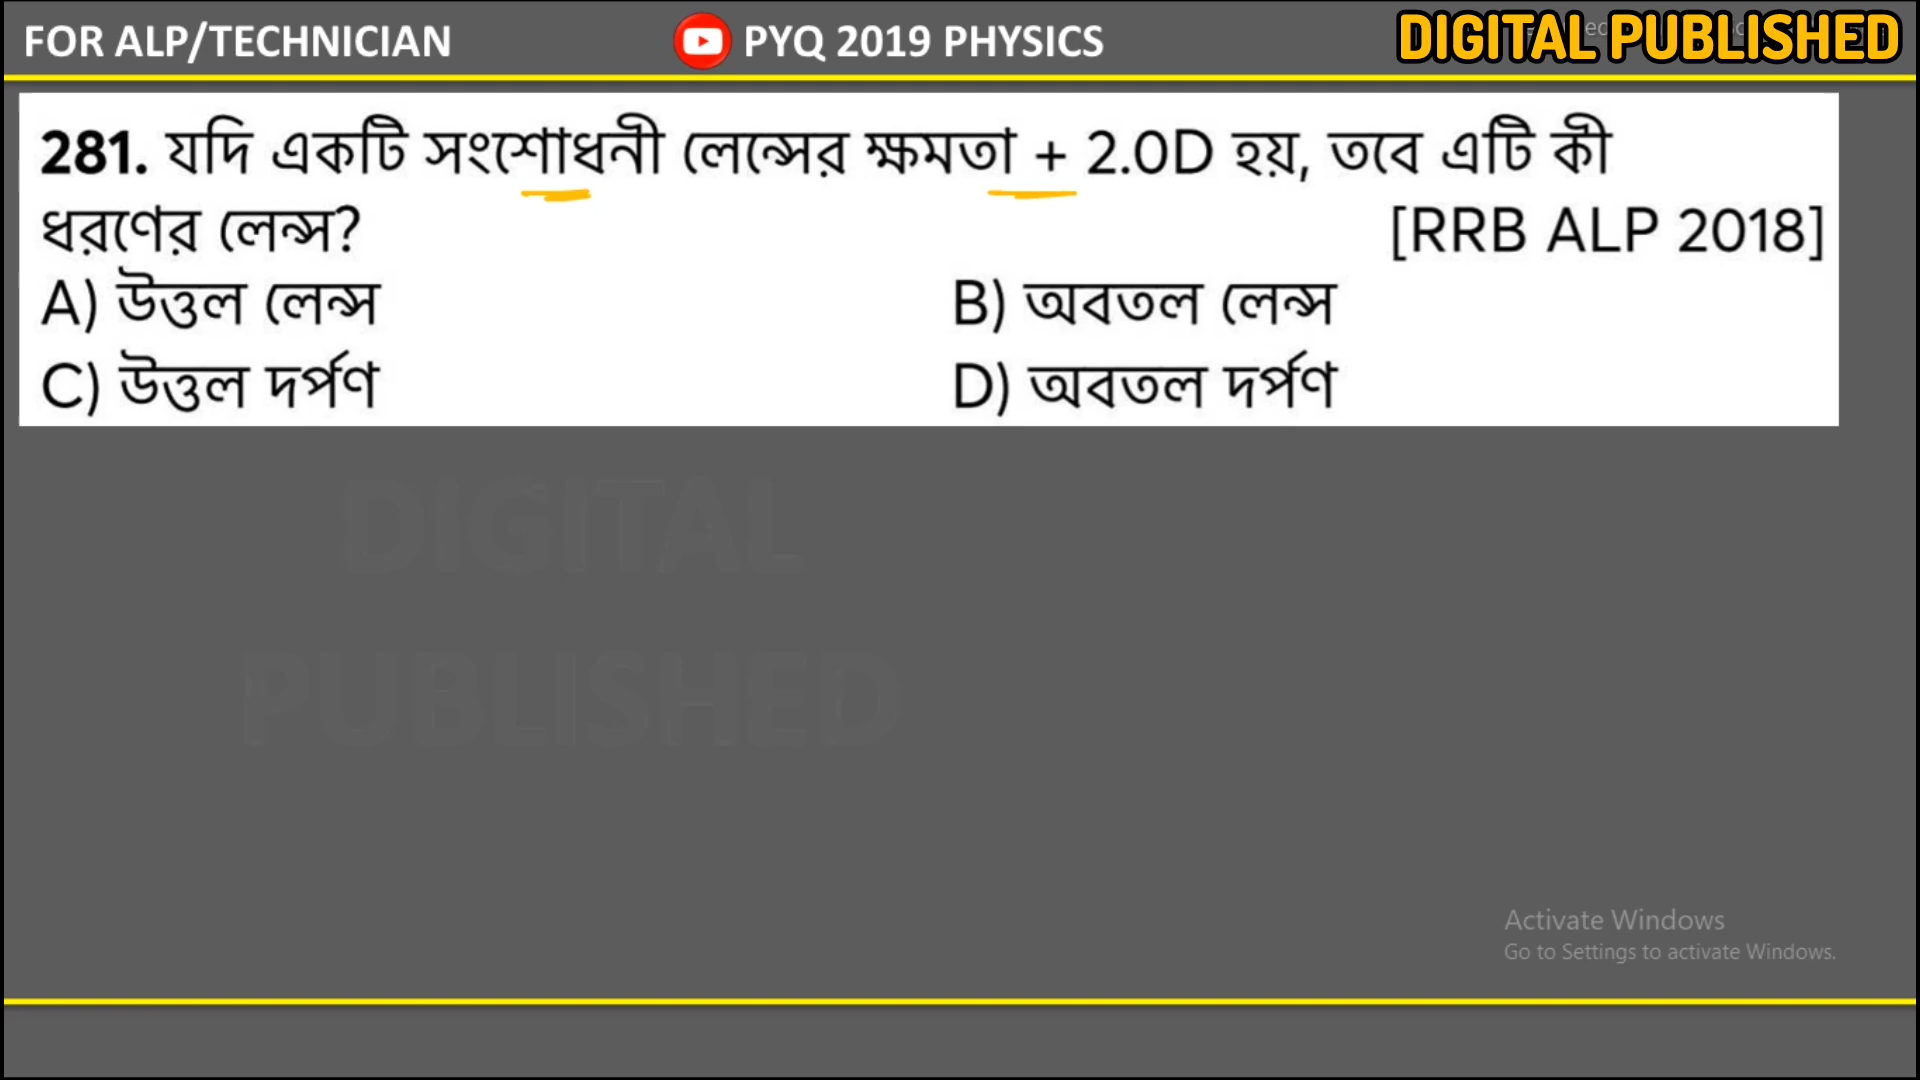 FOR ALP/TECHNICIAN
PYQ 2019 PHYSICS
DIGITAL PUBLISHED
281. যদি একটি সংশোধনী লেন্সের ক্ষমতা + 2.0D হয়, তবে এটি কী
ধরণের লেন্স? [RRB ALP 2018]
A) উত্তল লেন্স B) অবতল লেন্স
C) উত্তল দর্পণ D) অবতল দর্পণ
DIGITAL
PUBLISHED
Activate Windows
Go to Settings to activate Windows.